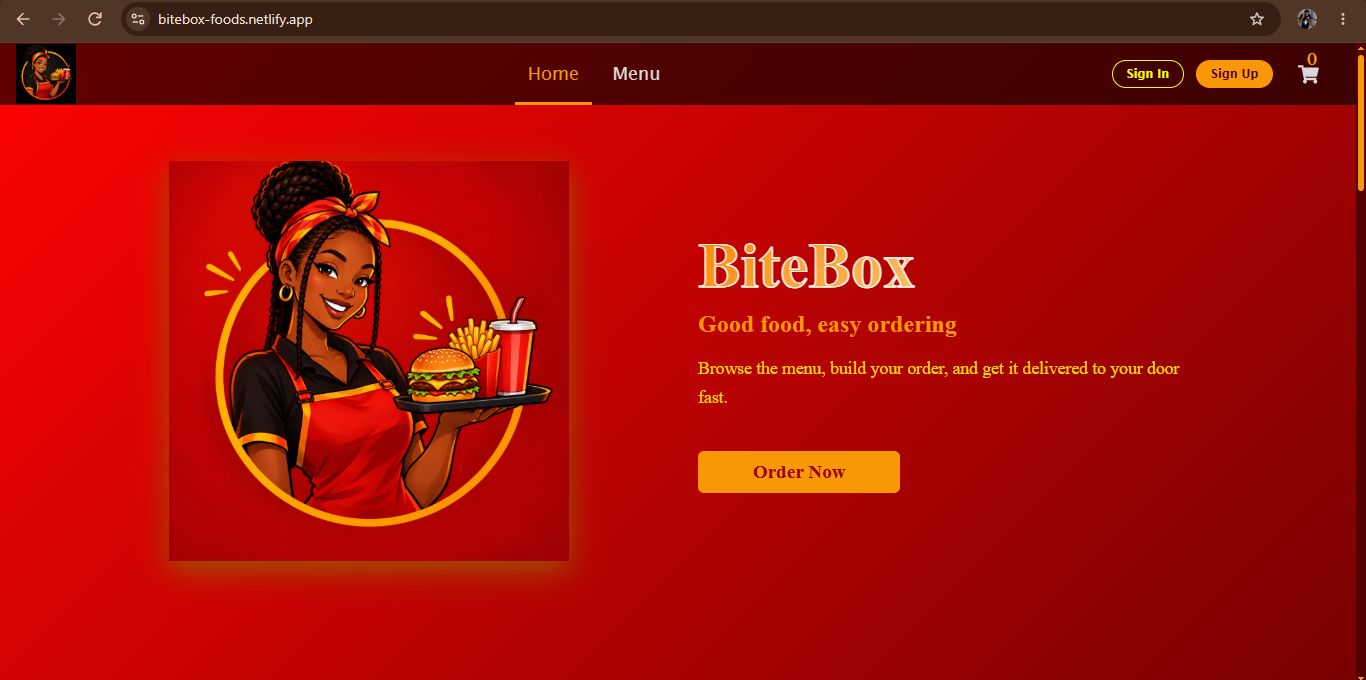 bitebox-foods.netlify.app
Home
Menu
Sign In
Sign Up
0
BiteBox
Good food, easy ordering
Browse the menu, build your order, and get it delivered to your door
fast.
Order Now